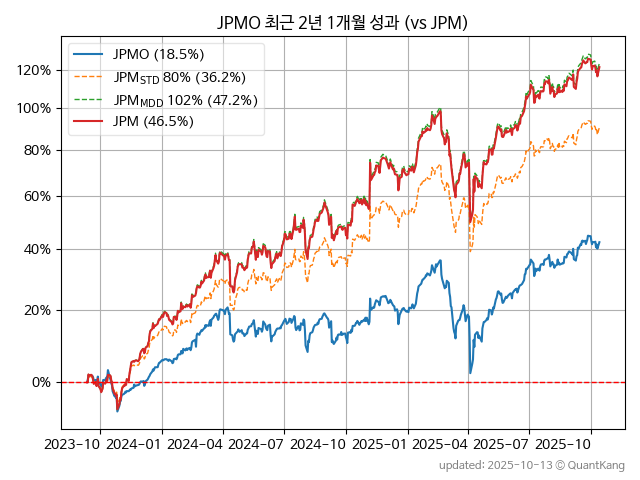 JPMO 최근 2년 1개월 성과 (vs JPM)
JPMO (18.5%)
JPM_STD 80% (36.2%)
JPM_MDD 102% (47.2%)
JPM (46.5%)
120%
100%
80%
60%
40%
20%
0%
2023-10 2024-01 2024-04 2024-07 2024-10 2025-01 2025-04 2025-07 2025-10
updated: 2025-10-13 © QuantKang